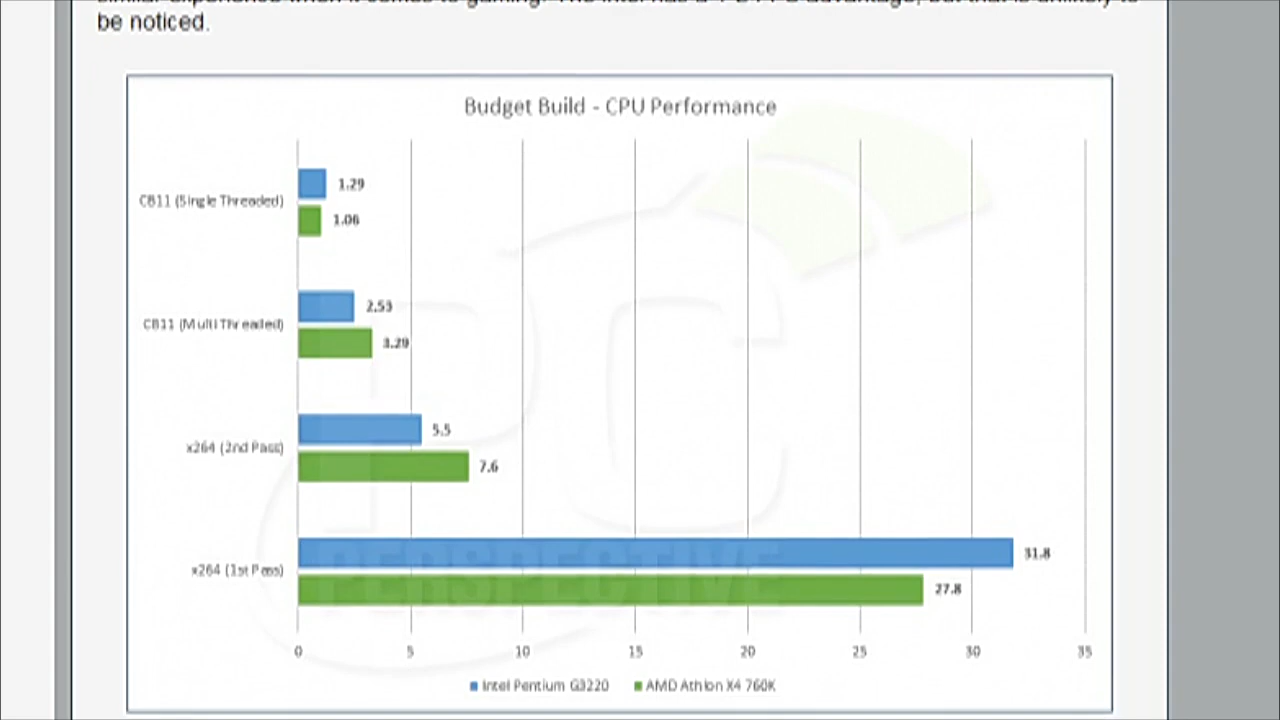 be noticed.
Budget Build - CPU Performance
CB11 (Single Threaded)
1.29
1.06
CB11 (Multi Threaded)
2.53
3.29
x264 (2nd Pass)
5.5
7.6
x264 (1st Pass)
31.8
27.8
0 5 10 15 20 25 30 35
Intel Pentium G3220 AMD Athlon X4 760K
PC
PERSPECTIVE